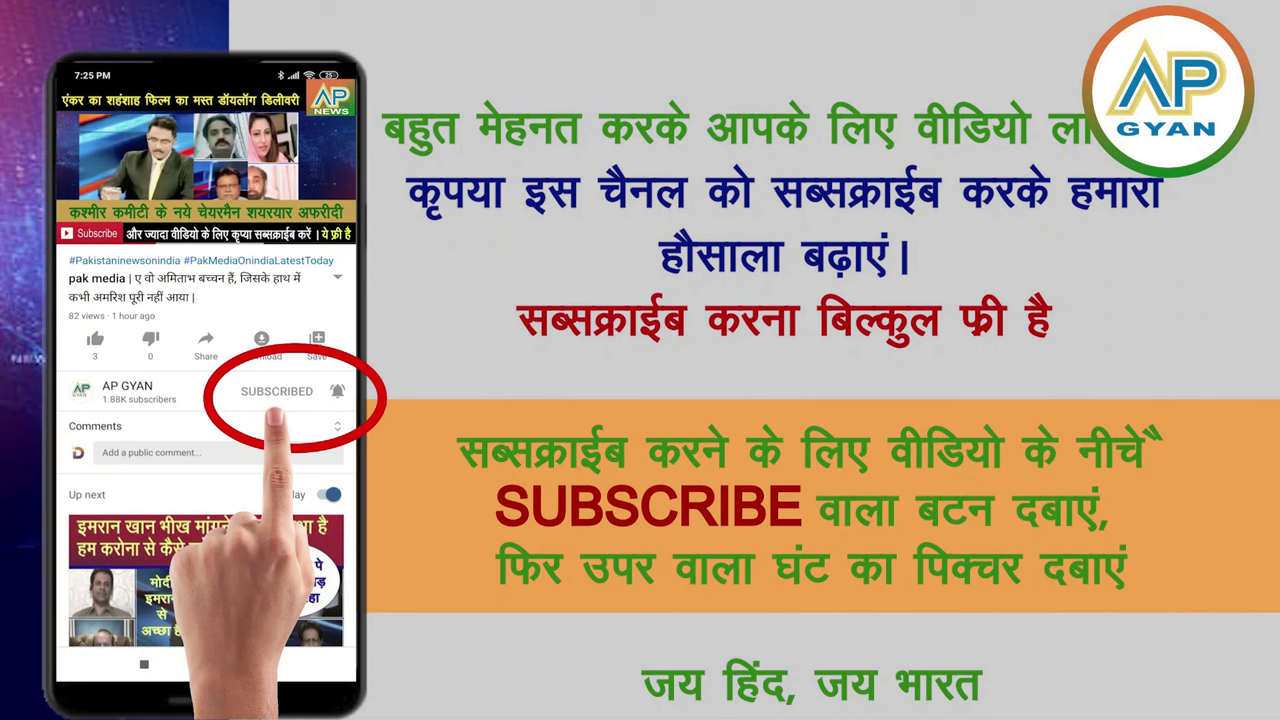 7:25 PM
25
एंकर का शहंशाह फिल्म का मस्त डॉयलॉग डिलीवरी
AP
NEWS
कश्मीर कमीटी के नये चेयरमैन शयरयार अफरीदी
Subscribe और ज्यादा वीडियो के लिए कृप्या सब्सक्राईब करें । ये फ्री है
#Pakistaninewsonindia #PakMediaOnindiaLatestToday
pak media | ए वो अमिताभ बच्चन हैं, जिसके हाथ में
कभी अमरिश पूरी नहीं आया |
82 views · 1 hour ago
3 0 Share Save
AP GYAN SUBSCRIBED
1.88K subscribers
Comments
Add a public comment...
Up next
इमरान खान भीख मांगने है
हम करोना से कैसे
मोदी
इमरान
से
अच्छा है
AP
GYAN
बहुत मेहनत करके आपके लिए वीडियो
कृपया इस चैनल को सब्सक्राईब करके हमारा
हौसाला बढ़ाएं।
सब्सक्राईब करना बिल्कुल फ्री है
सब्सक्राईब करने के लिए वीडियो के नीचे"
SUBSCRIBE वाला बटन दबाएं,
फिर उपर वाला घंट का पिक्चर दबाएं
जय हिंद, जय भारत